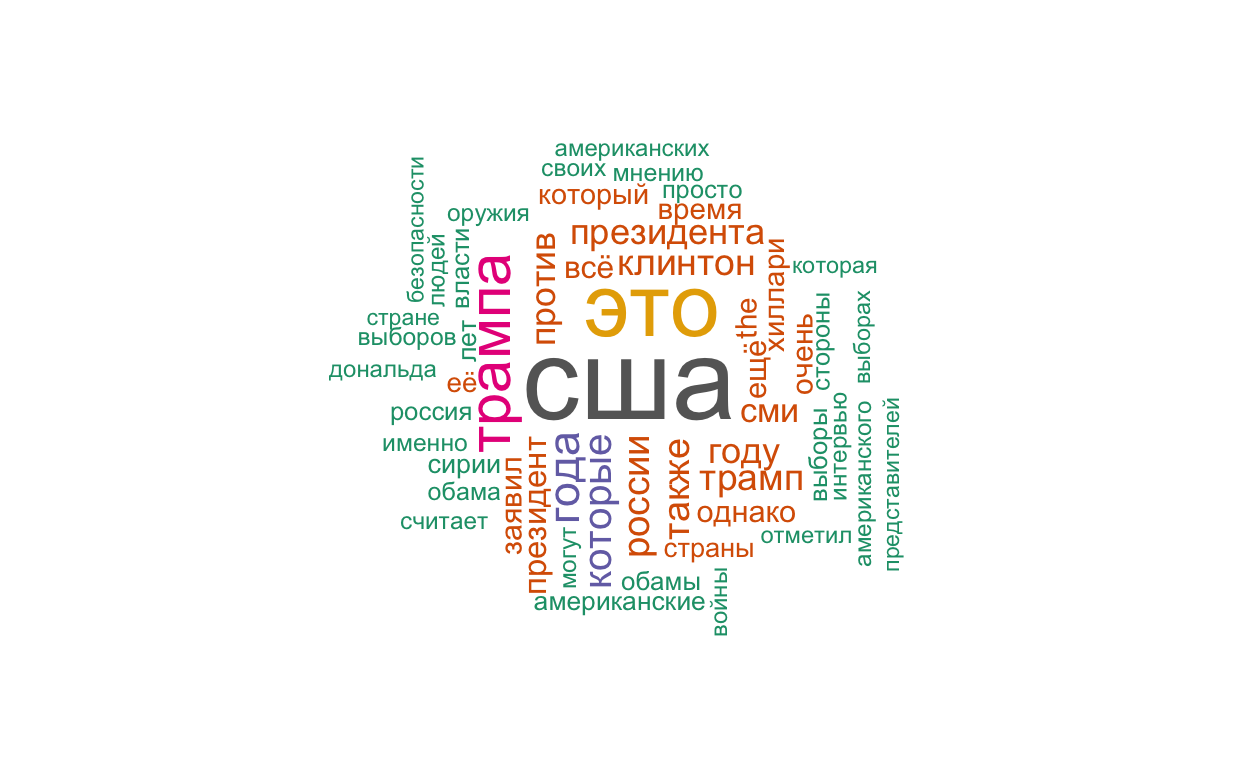 американских
своих
мнению
который
просто
время
оружия
безопасности
людей
власти
президента
против
всё
клинтон
хиллари
которая
трампа
это
the
стране
выборов
лет
ещё
очень
стороны
выборах
дональда
её
сша
россия
сми
именно
сирии
обама
считает
заявил
президент
года
которые
россии
также
году
трамп
однако
выборы
интервью
американского
представителей
страны
отметил
могут
обамы
американские
войны